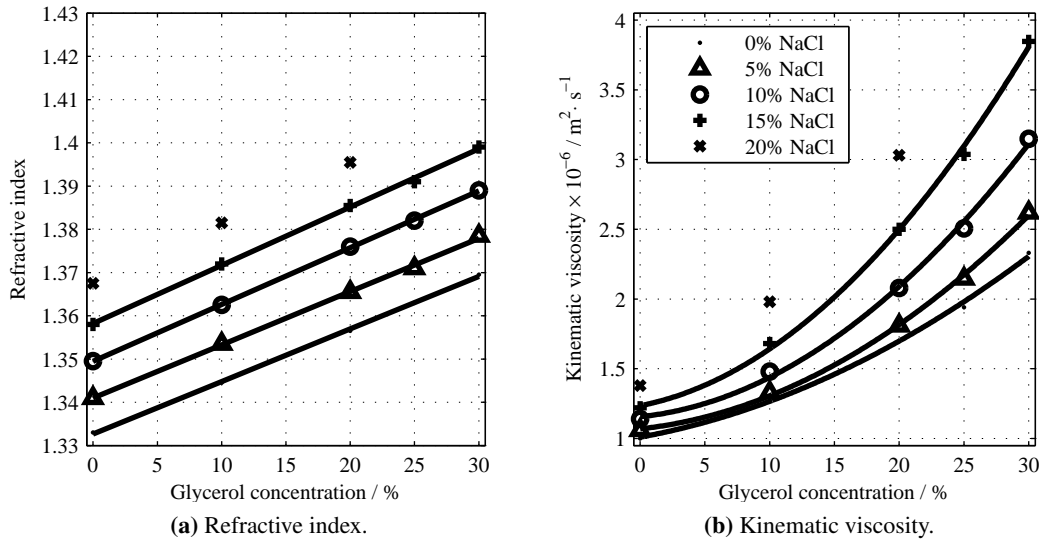 1.43
1.42
1.41
1.4
1.39
1.38
1.37
1.36
1.35
1.34
1.33
Refractive index
0 5 10 15 20 25 30
Glycerol concentration / %
(a) Refractive index.
4
3.5
3
2.5
2
1.5
1
Kinematic viscosity × 10⁻⁶ / m²· s⁻¹
0% NaCl
5% NaCl
10% NaCl
15% NaCl
20% NaCl
0 5 10 15 20 25 30
Glycerol concentration / %
(b) Kinematic viscosity.